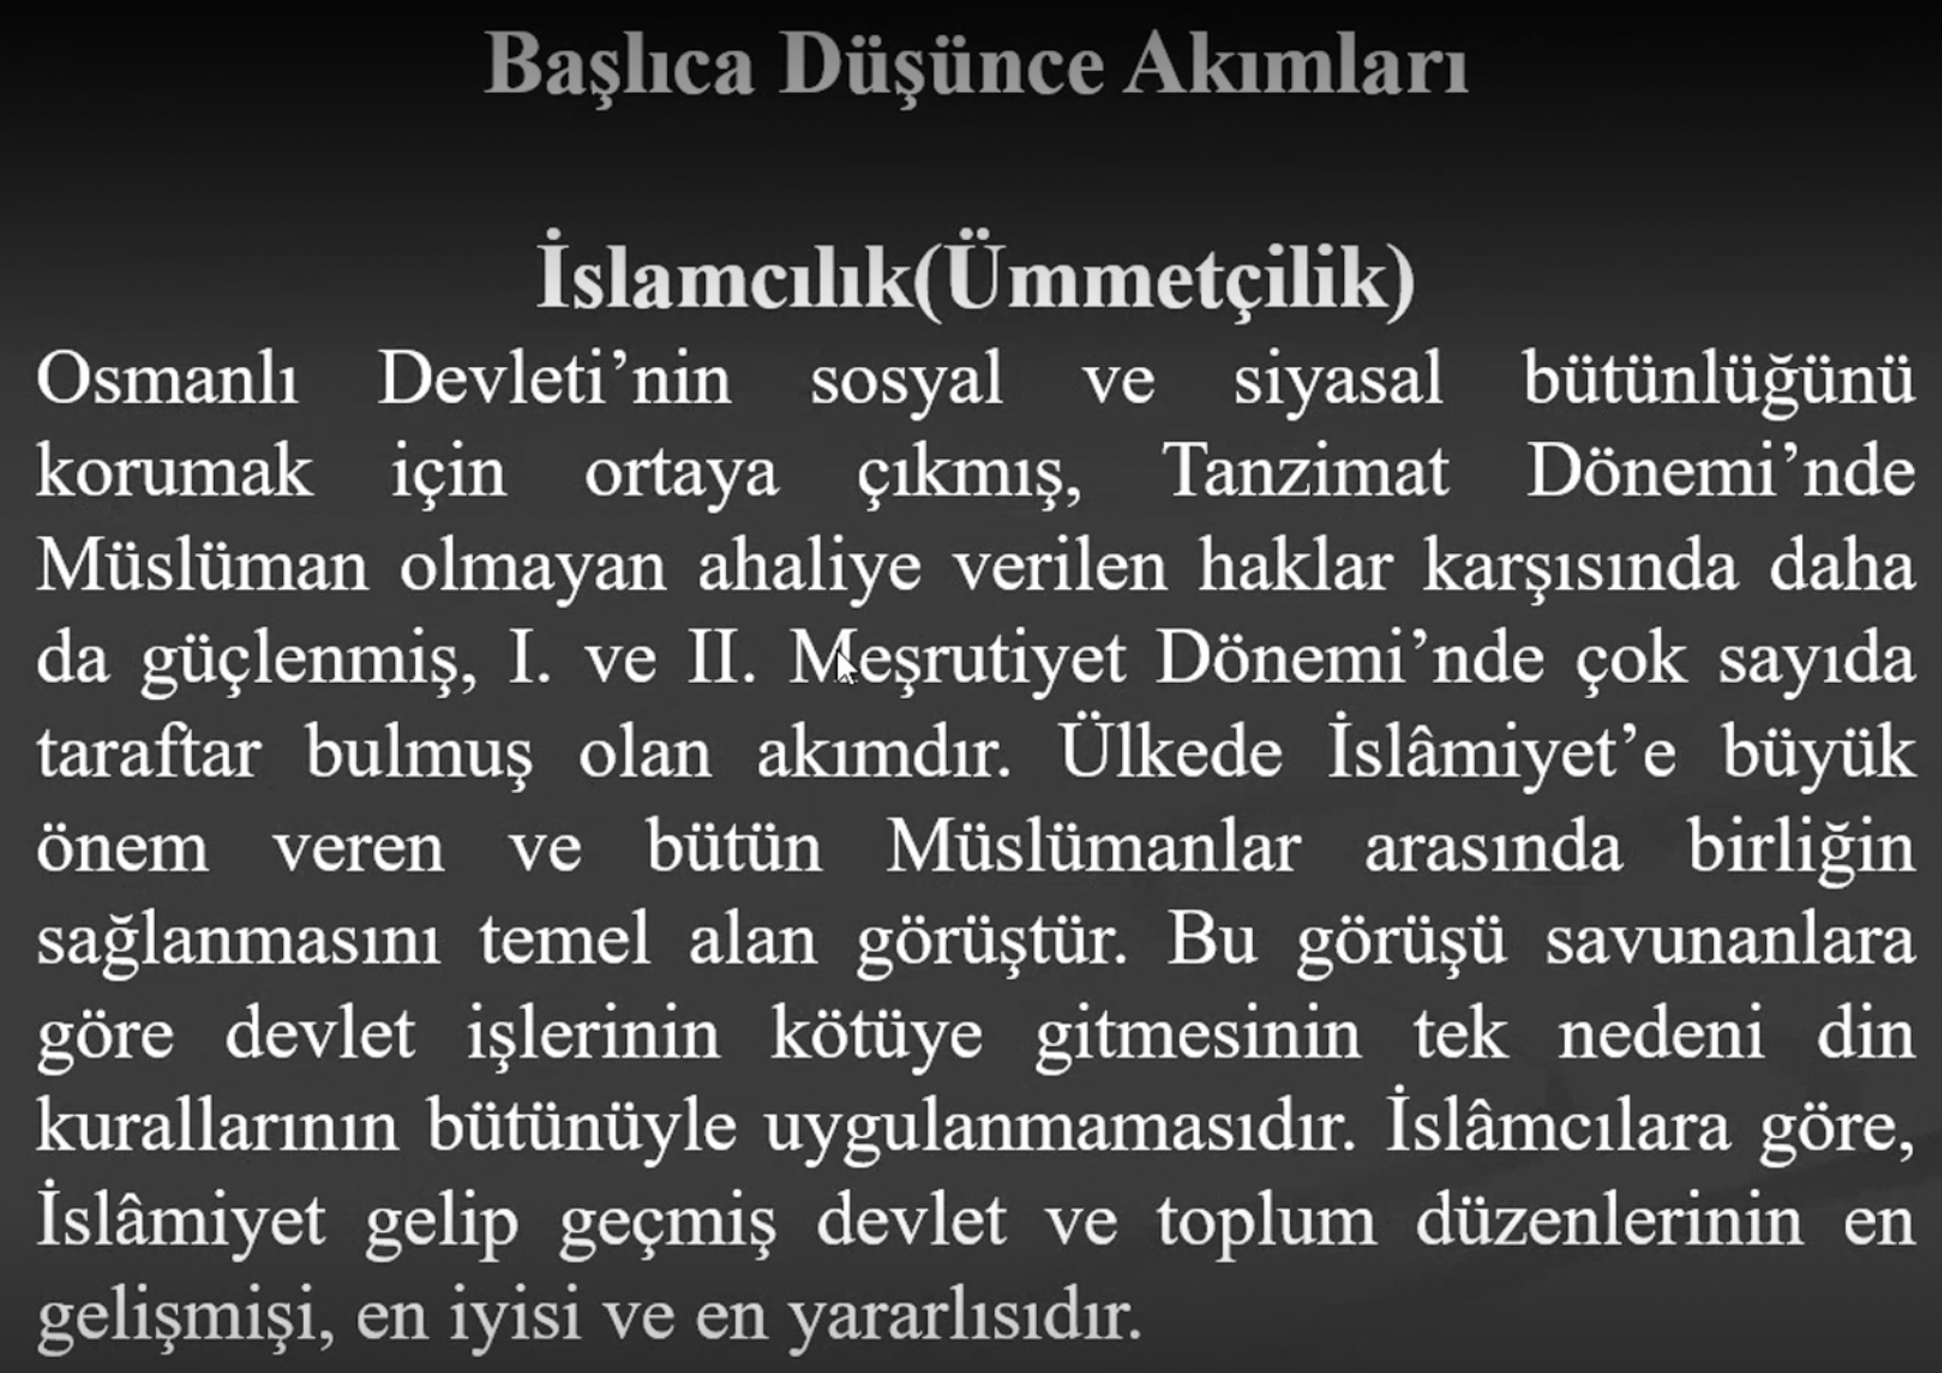 Başlıca Düşünce Akımları
İslamcılık(Ümmetçilik)
Osmanlı Devleti’nin sosyal ve siyasal bütünlüğünü
korumak için ortaya çıkmış, Tanzimat Dönemi’nde
Müslüman olmayan ahaliye verilen haklar karşısında daha
da güçlenmiş, I. ve II. Meşrutiyet Dönemi’nde çok sayıda
taraftar bulmuş olan akımdır. Ülkede İslâmiyet’e büyük
önem veren ve bütün Müslümanlar arasında birliğin
sağlanmasını temel alan görüştür. Bu görüşü savunanlara
göre devlet işlerinin kötüye gitmesinin tek nedeni din
kurallarının bütünüyle uygulanmamasıdır. İslâmcılara göre,
İslâmiyet gelip geçmiş devlet ve toplum düzenlerinin en
gelişmişi, en iyisi ve en yararlısıdır.